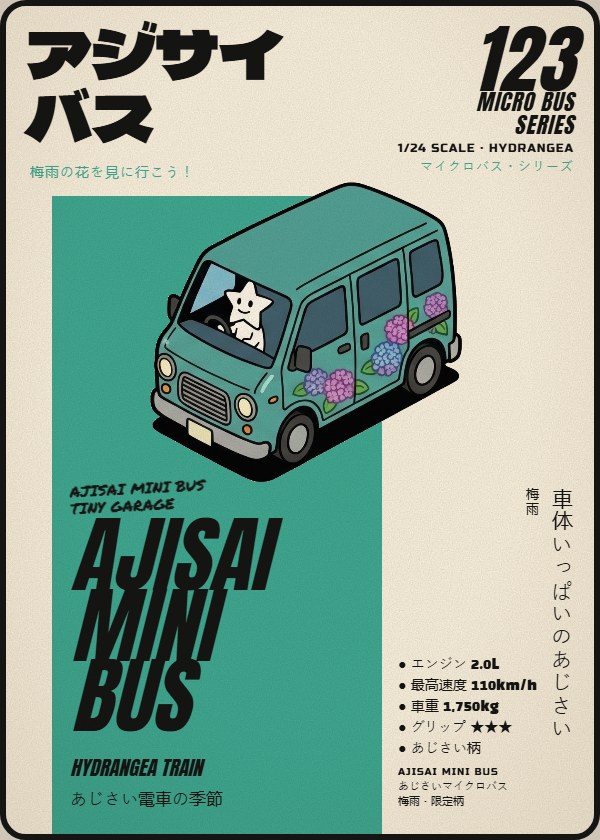 アジサイ
バス
梅雨の花を見に行こう！
123
MICRO BUS
SERIES
1/24 SCALE · HYDRANGEA
マイクロバス・シリーズ
AJISAI MINI BUS
TINY GARAGE
AJISAI
MINI
BUS
HYDRANGEA TRAIN
あじさい電車の季節
車体いっぱいのあじさい
梅雨
● エンジン 2.0L
● 最高速度 110km/h
● 車重 1,750kg
● グリップ ★★★
● あじさい柄
AJISAI MINI BUS
あじさいマイクロバス
梅雨・限定柄